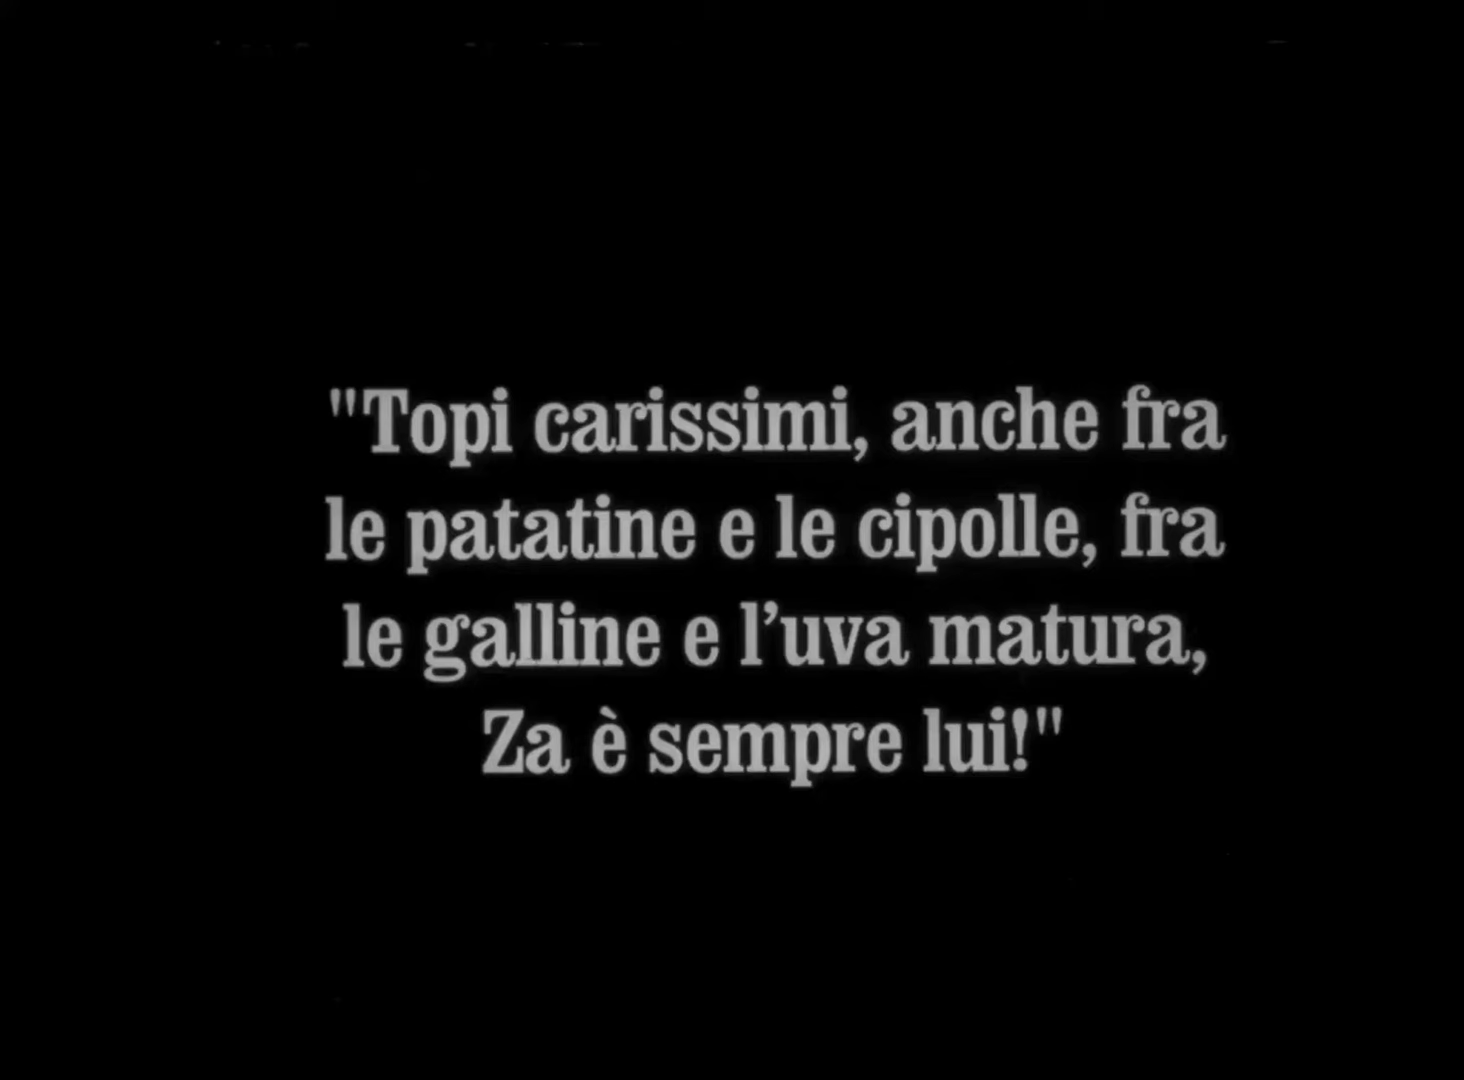 "Topi carissimi, anche fra
le patatine e le cipolle, fra
le galline e l’uva matura,
Za è sempre lui!"